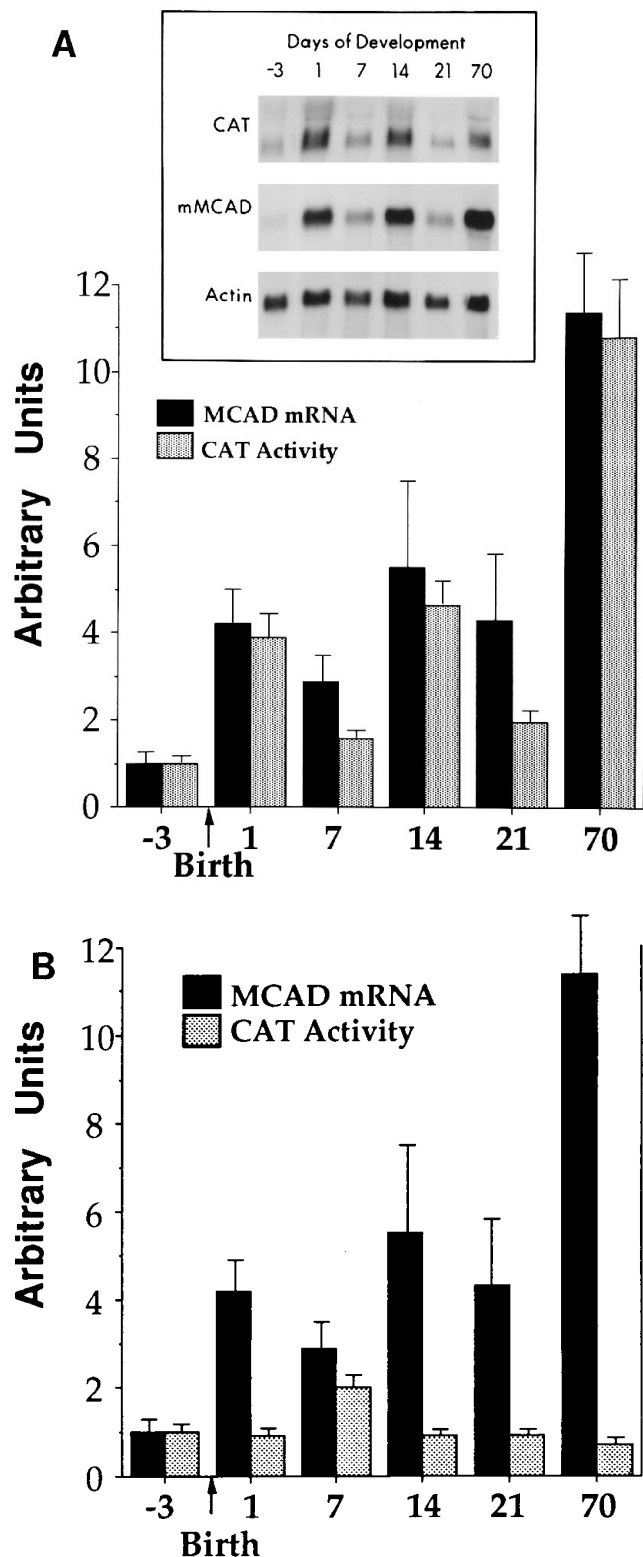 A
Days of Development
-3 1 7 14 21 70
CAT
mMCAD
Actin
12
10
8
6
4
2
0
Arbitrary Units
MCAD mRNA
CAT Activity
-3 1 7 14 21 70
Birth
B
12
10
8
6
4
2
0
Arbitrary Units
MCAD mRNA
CAT Activity
-3 1 7 14 21 70
Birth